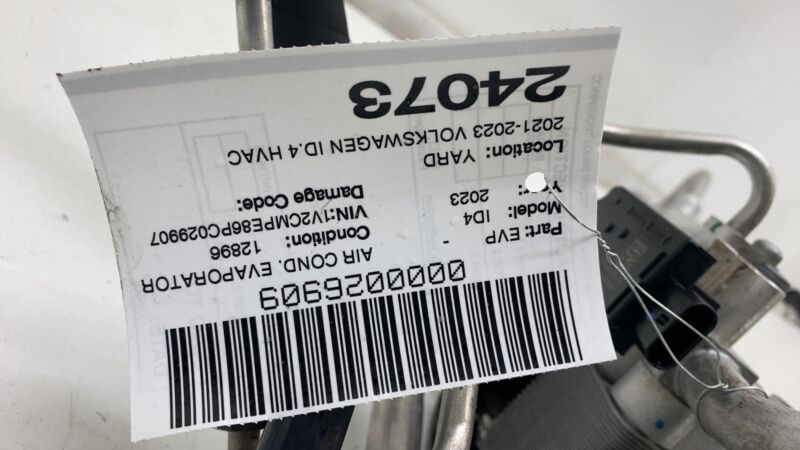 0000026909
AIR COND. EVAPORATOR
Part: EVP -
Model: ID4
Year: 2023
Condition: 12896
VIN:1V2CMPE86PC029907
Damage Code:
Location: YARD
2021-2023 VOLKSWAGEN ID.4 HVAC
24073